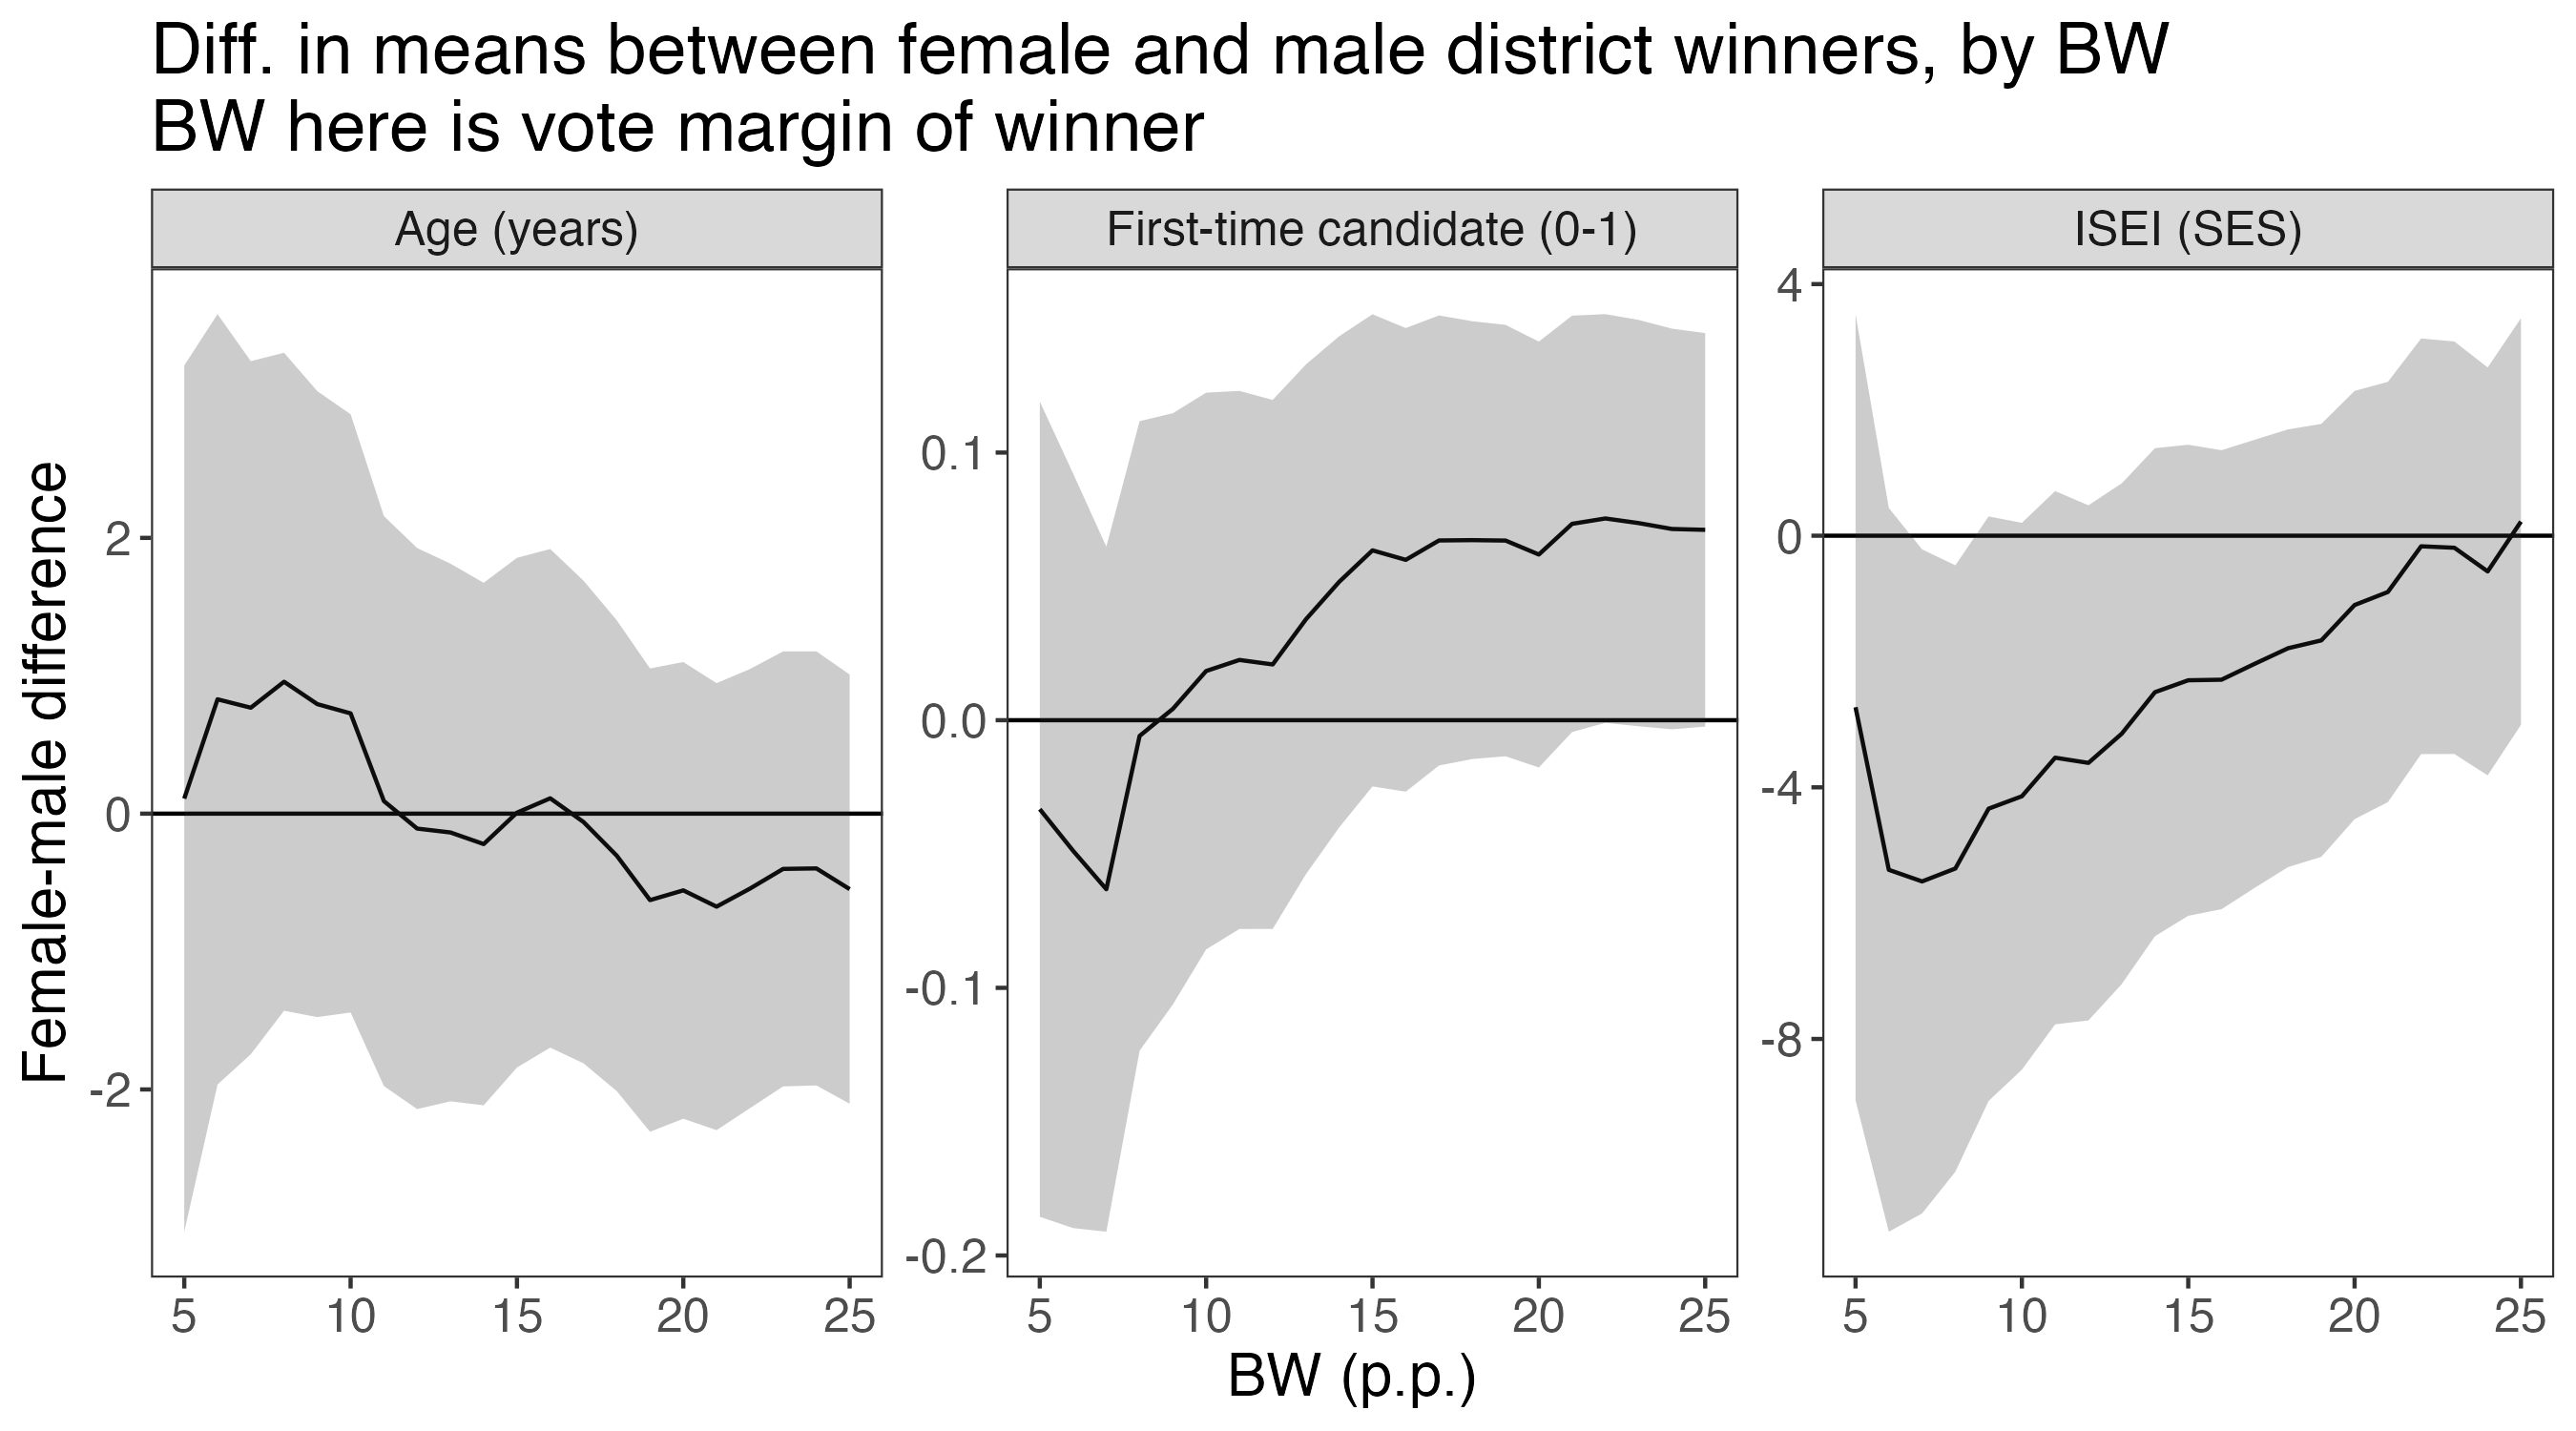 Diff. in means between female and male district winners, by BW
BW here is vote margin of winner
Age (years)
First-time candidate (0-1)
ISEI (SES)
Female-male difference
2
0
-2
0.1
0.0
-0.1
-0.2
4
0
-4
-8
5 10 15 20 25
5 10 15 20 25
5 10 15 20 25
BW (p.p.)